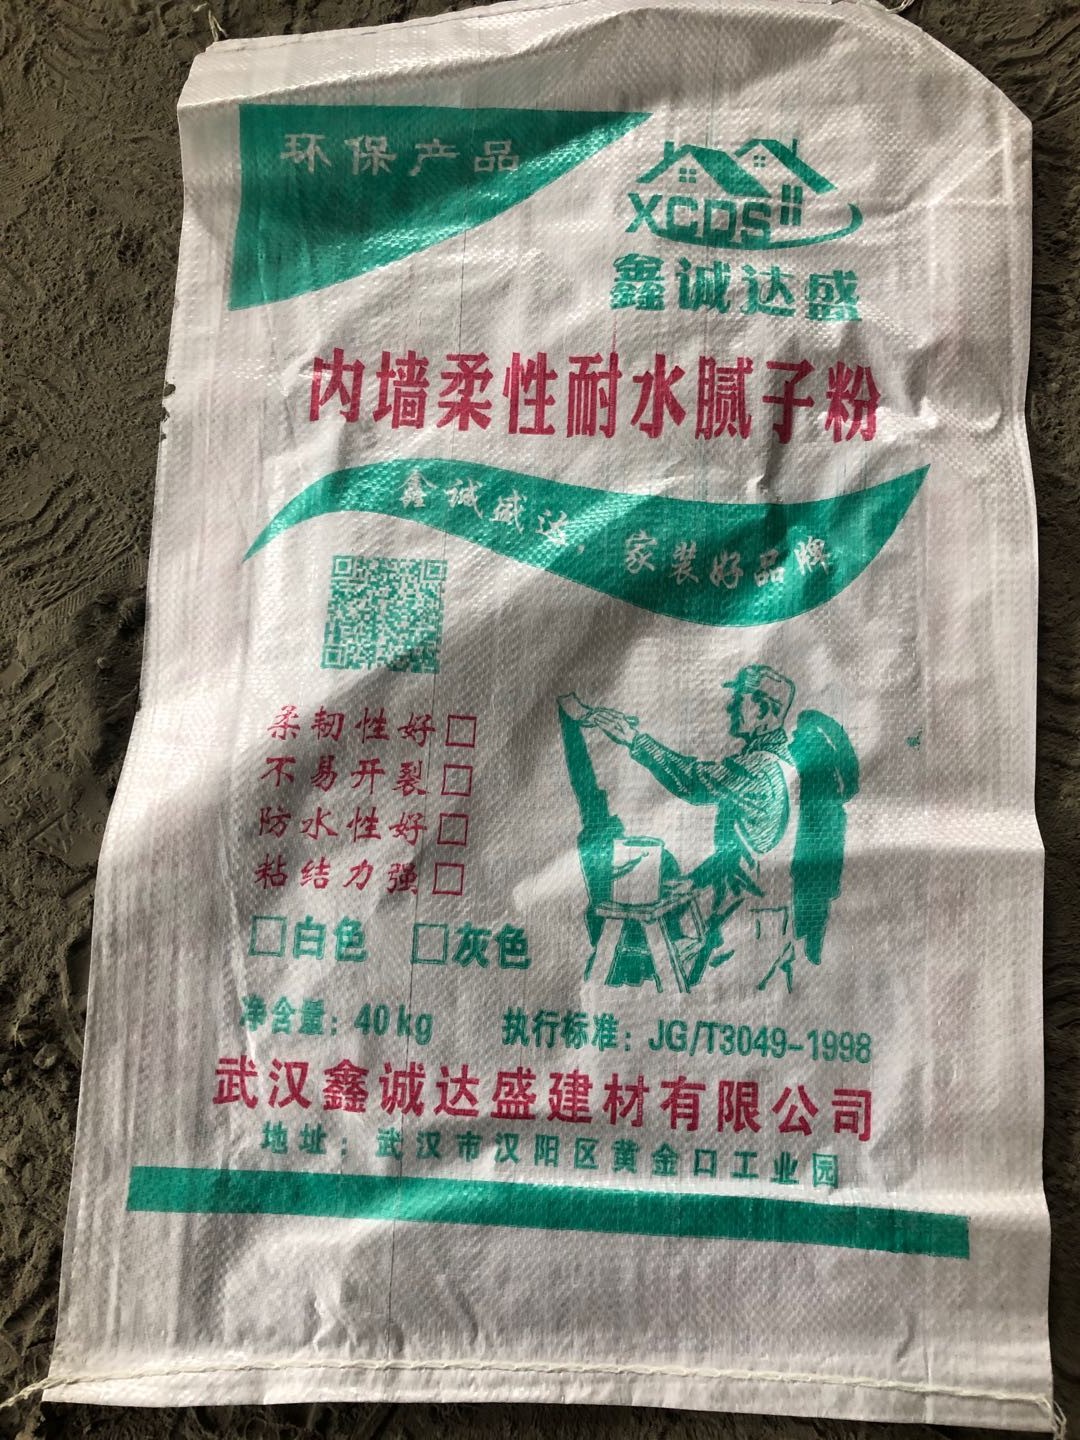 环保产品
XCDS
鑫诚达盛
内墙柔性耐水腻子粉
鑫诚盛达,家装好品牌
柔韧性好□
不易开裂□
防水性好□
粘结力强□
□白色 □灰色
净含量:40kg 执行标准:JG/T3049-1998
武汉鑫诚达盛建材有限公司
地址:武汉市汉阳区黄金口工业园